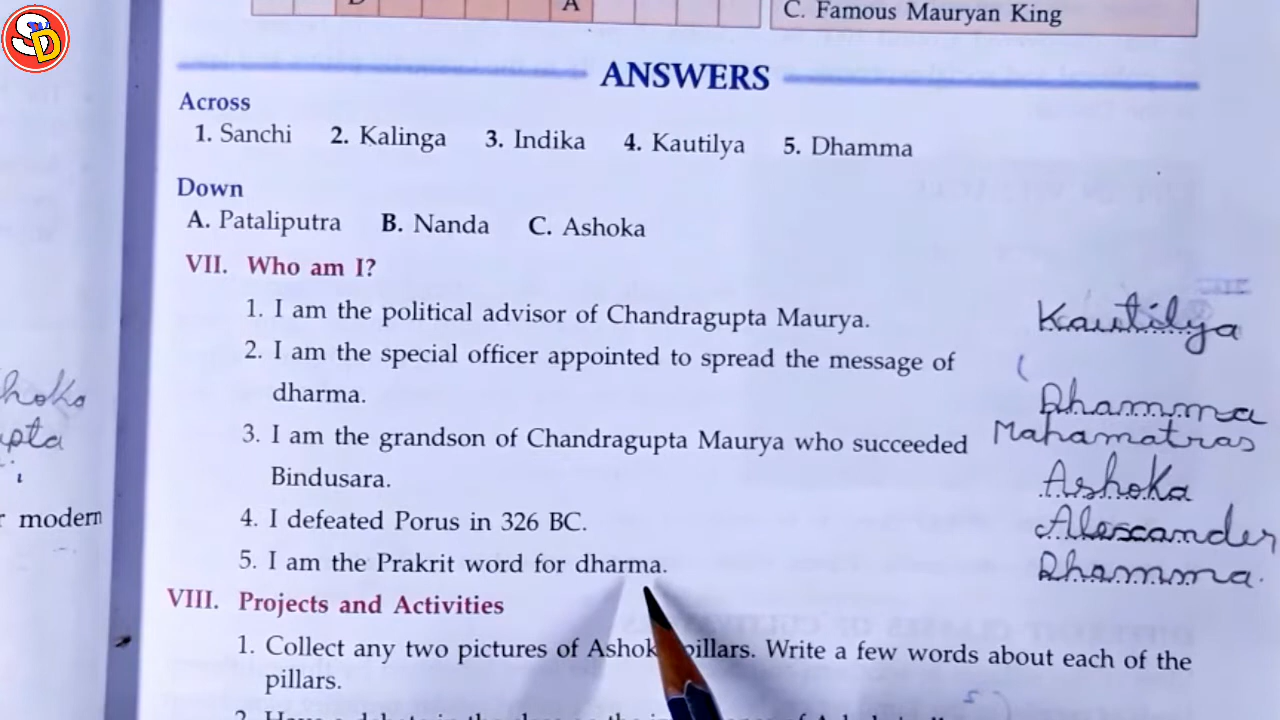 SD
D A
C. Famous Mauryan King
ANSWERS
Across
1. Sanchi 2. Kalinga 3. Indika 4. Kautilya 5. Dhamma
Down
A. Pataliputra B. Nanda C. Ashoka
VII. Who am I?
1. I am the political advisor of Chandragupta Maurya. Kautilya
2. I am the special officer appointed to spread the message of
dharma. Dhamma
Mahamatras
3. I am the grandson of Chandragupta Maurya who succeeded
Bindusara. Ashoka
4. I defeated Porus in 326 BC. Alexander
5. I am the Prakrit word for dharma. Dhamma.
modern
VIII. Projects and Activities
1. Collect any two pictures of Ashok pillars. Write a few words about each of the
pillars.